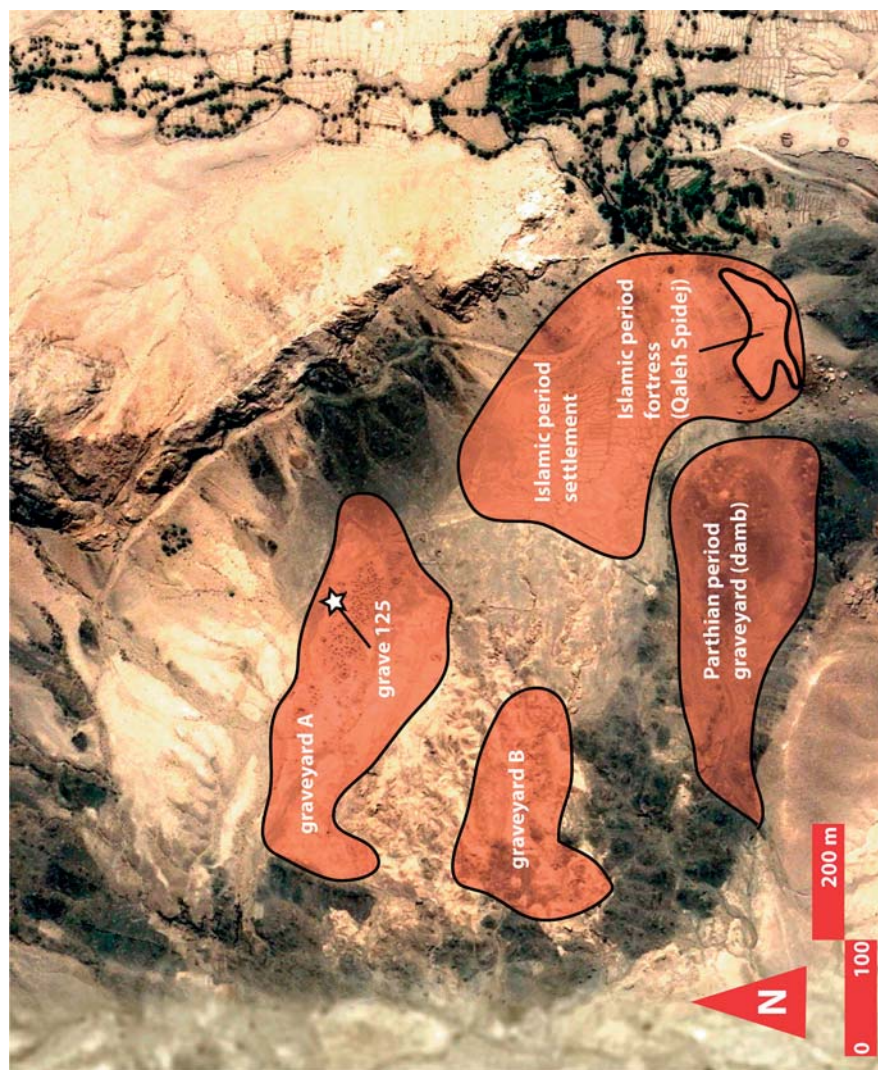 graveyard A
grave 125
graveyard B
Islamic period
settlement
Islamic period
fortress
(Qaleh Spidej)
Parthian period
graveyard (damb)
N
0
100
200 m